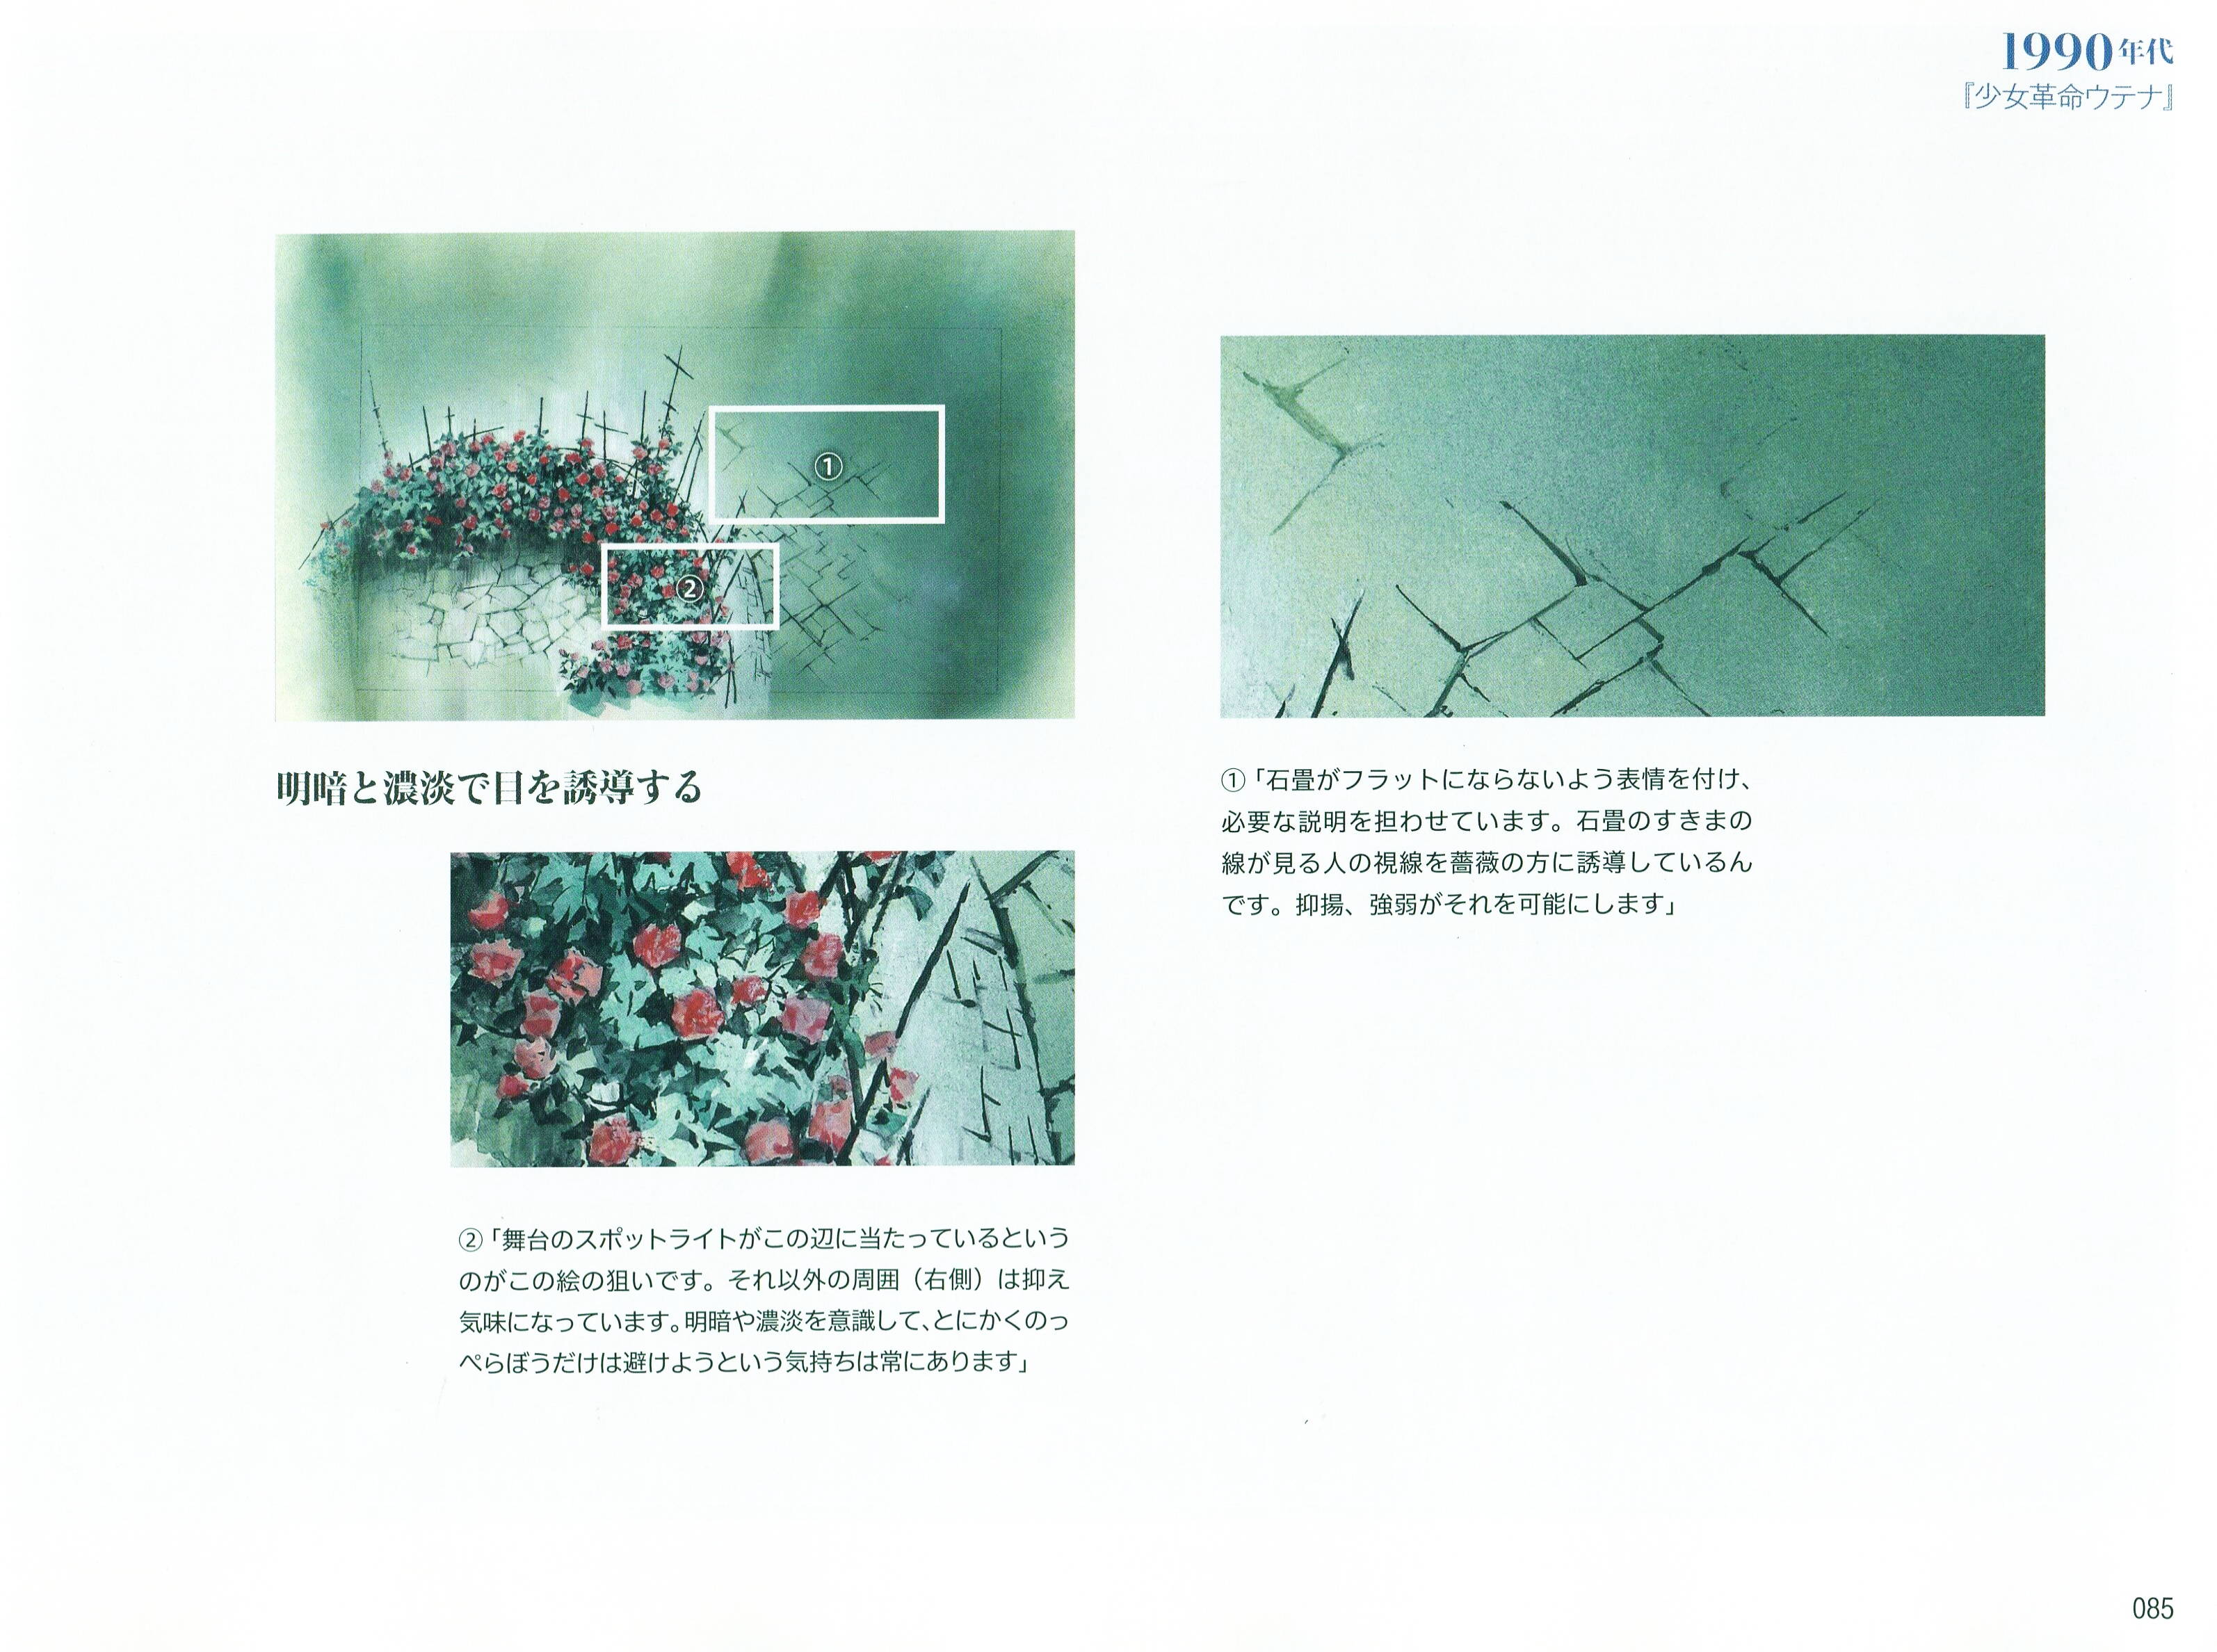 1990年代
『少女革命ウテナ』
①
②
明暗と濃淡で目を誘導する
①「石畳がフラットにならないよう表情を付け、
必要な説明を担わせています。石畳のすきまの
線が見る人の視線を薔薇の方に誘導しているん
です。抑揚、強弱がそれを可能にします」
②「舞台のスポットライトがこの辺に当たっているという
のがこの絵の狙いです。それ以外の周囲（右側）は抑え
気味になっています。明暗や濃淡を意識して、とにかくのっ
ぺらぼうだけは避けようという気持ちは常にあります」
085